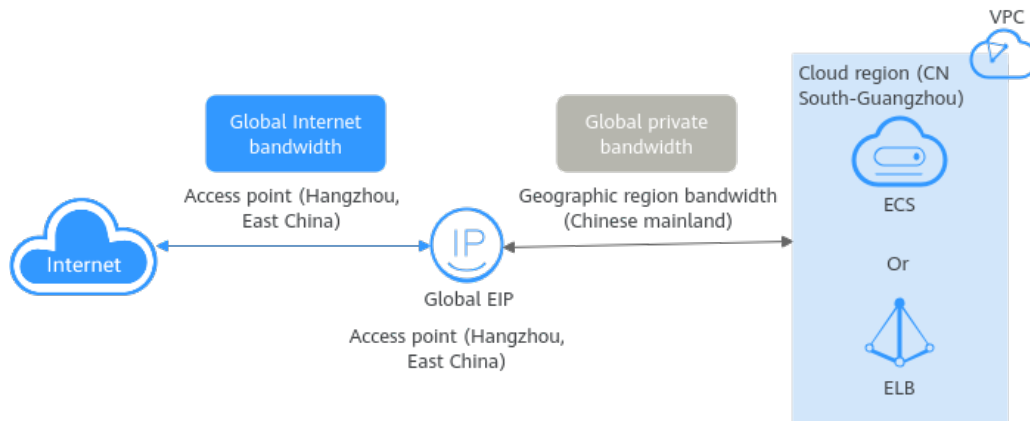 VPC
Cloud region (CN
South-Guangzhou)
Global Internet
bandwidth
Global private
bandwidth
Access point (Hangzhou,
East China)
Geographic region bandwidth
(Chinese mainland)
ECS
Internet
IP
Or
Global EIP
Access point (Hangzhou,
East China)
ELB